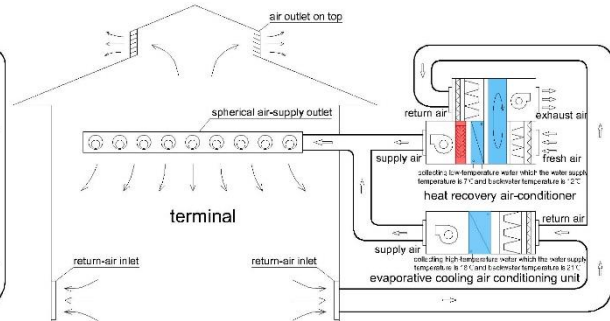 air outlet on top
spherical air-supply outlet
return air
exhaust air
supply air
fresh air
collecting low-temperature water which the water supply
temperature is 7℃ and backwater temperature is 12℃
heat recovery air-conditioner
terminal
return air
supply air
return-air inlet
return-air inlet
collecting high-temperature water which the water supply
temperature is 18℃ and backwater temperature is 21℃
evaporative cooling air conditioning unit